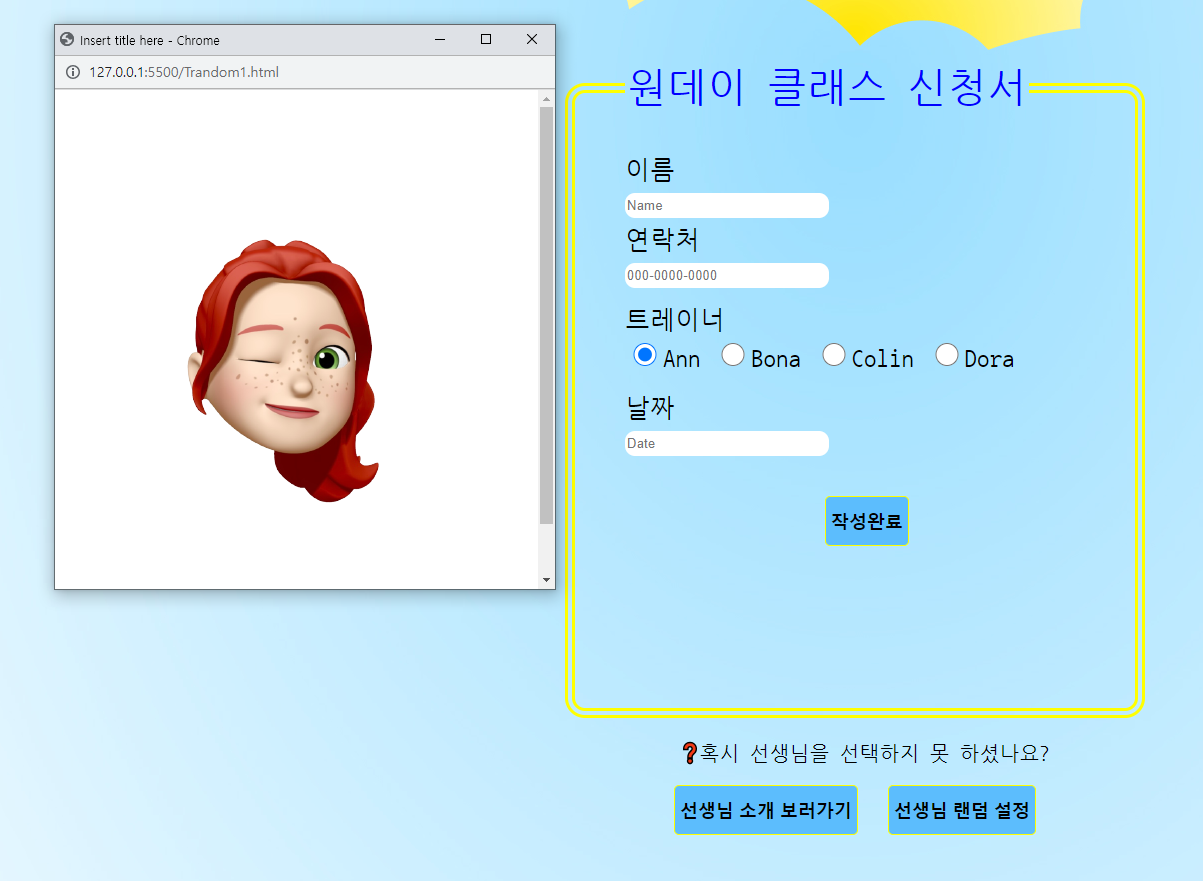 Insert title here - Chrome
127.0.0.1:5500/Trandom1.html
원데이 클래스 신청서
이름
Name
연락처
000-0000-0000
트레이너
Ann Bona Colin Dora
날짜
Date
작성완료
❓혹시 선생님을 선택하지 못 하셨나요?
선생님 소개 보러가기 선생님 랜덤 설정